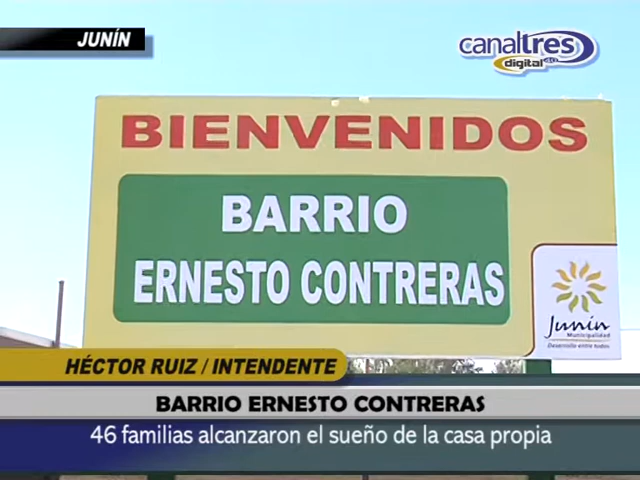 JUNÍN
canaltres
digital
BIENVENIDOS
BARRIO
ERNESTO CONTRERAS
Junín
Municipalidad
Desarrollo entre todos
HÉCTOR RUIZ / INTENDENTE
BARRIO ERNESTO CONTRERAS
46 familias alcanzaron el sueño de la casa propia